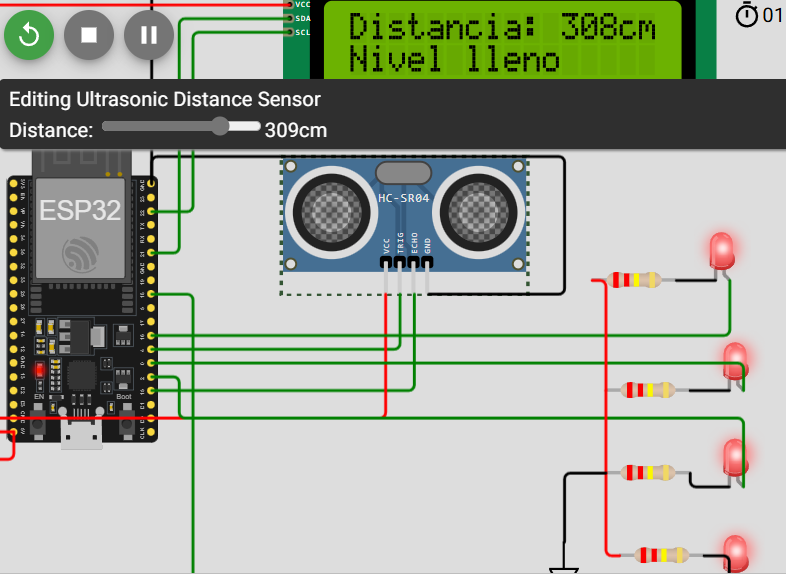 VCC
SDA
SCL
Distancia: 308cm
Nivel lleno
01
Editing Ultrasonic Distance Sensor
Distance: 309cm
ESP32
HC-SR04
VCC
TRIG
ECHO
GND
EN
Boot